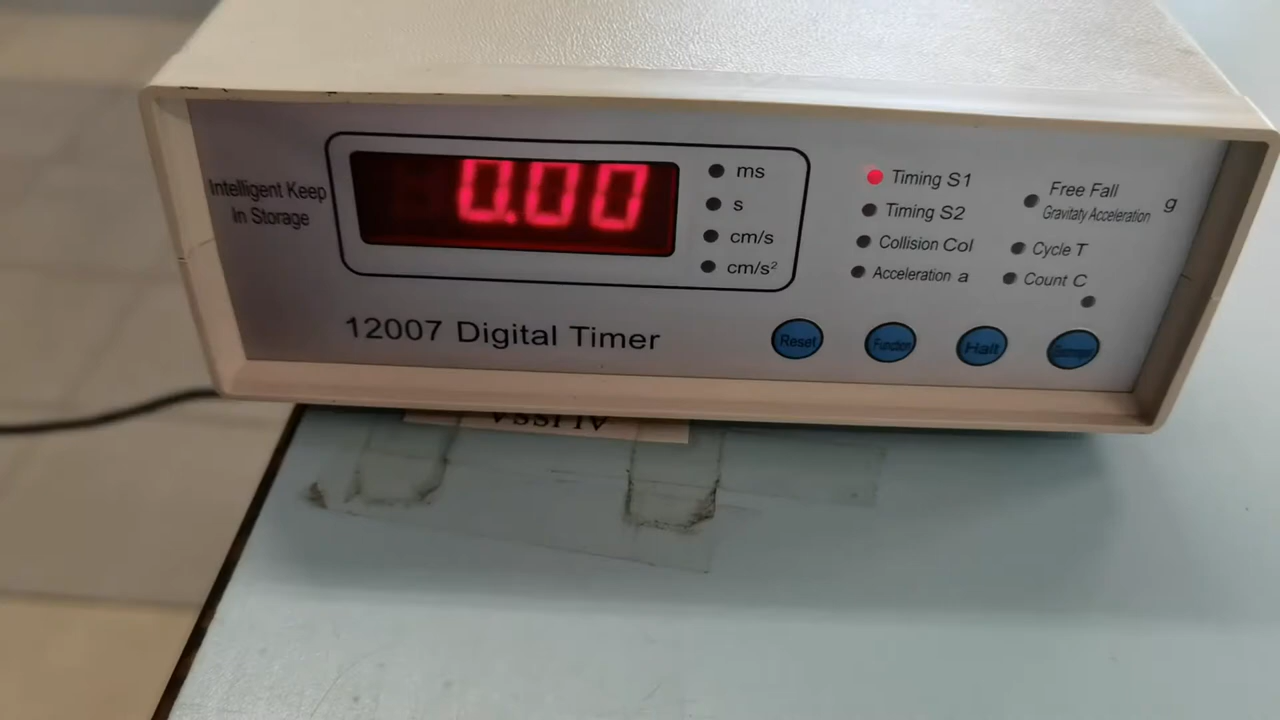 Intelligent Keep
in Storage
0.00
ms
s
cm/s
cm/s²
Timing S1
Timing S2
Collision Col
Acceleration a
Free Fall
Gravitaty Acceleration g
Cycle T
Count C
12007 Digital Timer
Reset
Function
Halt
ALISSA